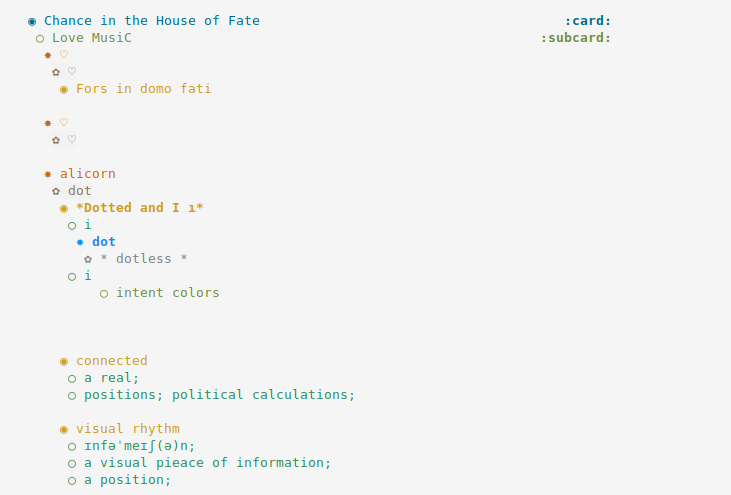 ◉ Chance in the House of Fate :card:
○ Love MusiC :subcard:
✸ ♡
✿ ♡
◉ Fors in domo fati
✸ ♡
✿ ♡
✸ alicorn
✿ dot
◉ *Dotted and I ı*
○ i
✸ dot
✿ * dotless *
○ i
○ intent colors
◉ connected
○ a real;
○ positions; political calculations;
◉ visual rhythm
○ ɪnfəˈmeɪʃ(ə)n;
○ a visual pieace of information;
○ a position;